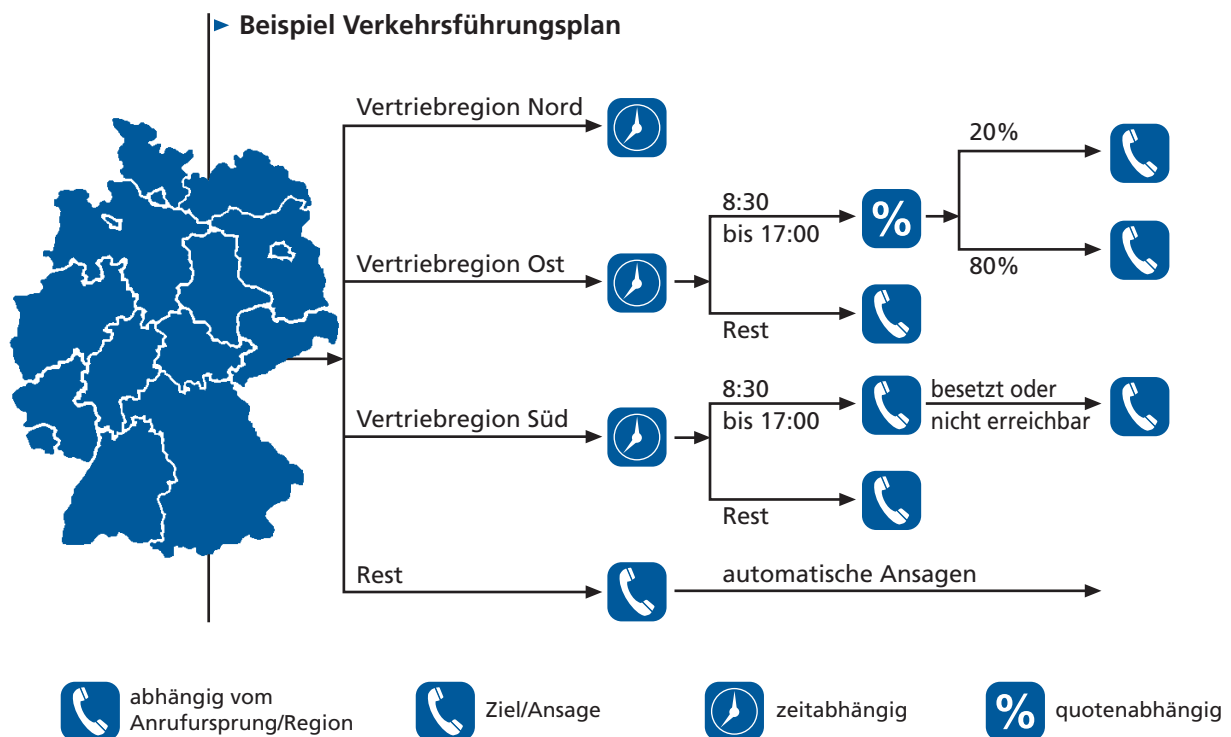 Beispiel Verkehrsführungsplan
Vertriebregion Nord
20%
8:30
bis 17:00
%
80%
Vertriebregion Ost
Rest
8:30
bis 17:00
besetzt oder
nicht erreichbar
Vertriebregion Süd
Rest
Rest
automatische Ansagen
abhängig vom
Anrufursprung/Region
Ziel/Ansage
zeitabhängig
%
quotenabhängig